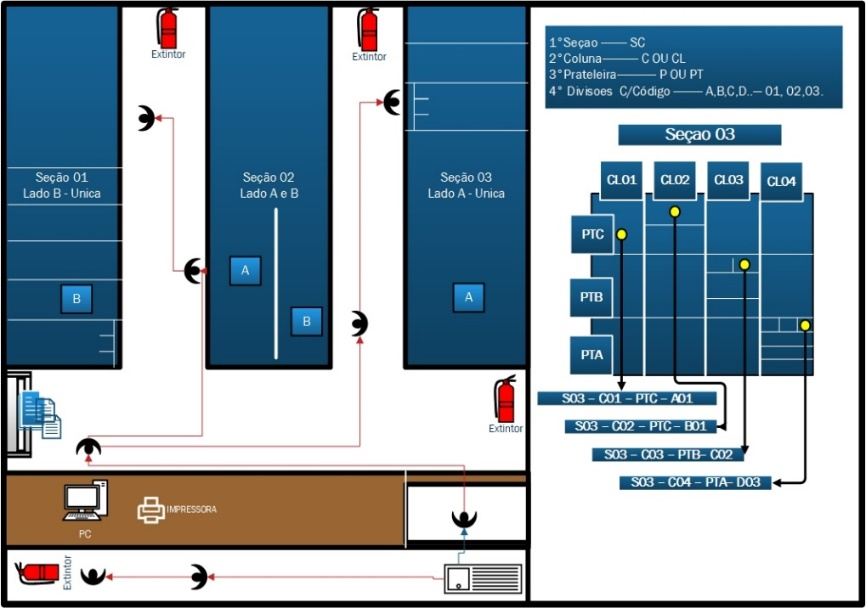 Extintor
Extintor
Seção 01
Lado B - Unica
Seção 02
Lado A e B
Seção 03
Lado A - Unica
B
A
B
A
Extintor
PC
IMPRESSORA
Extintor
1°Seçao —— SC
2°Coluna——— C OU CL
3°Prateleira——— P OU PT
4° Divisoes C/Código —— A,B,C,D..— 01, 02,03.
Seçao 03
CL01 CL02 CL03 CL04
PTC
PTB
PTA
S03 – C01 – PTC – A01
S03 – C02 – PTC – B01
S03 – C03 – PTB– C02
S03 – C04 – PTA– D03